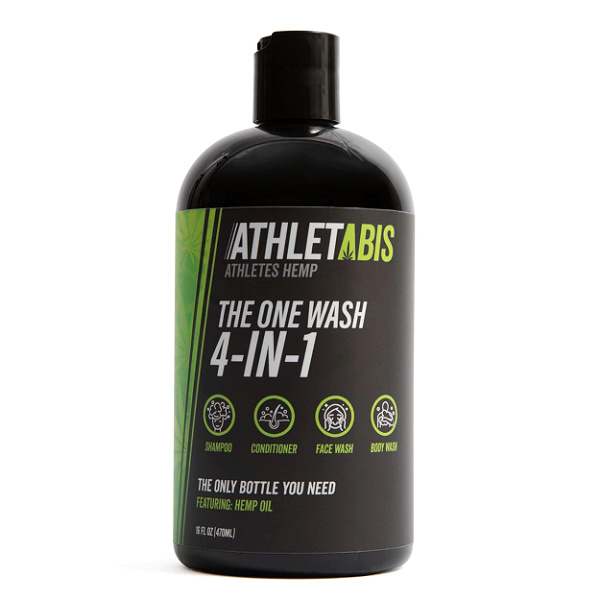 ATHLETABIS
ATHLETES HEMP
THE ONE WASH
4-IN-1
SHAMPOO CONDITIONER FACE WASH BODY WASH
THE ONLY BOTTLE YOU NEED
FEATURING: HEMP OIL
16 FL OZ (470ML)